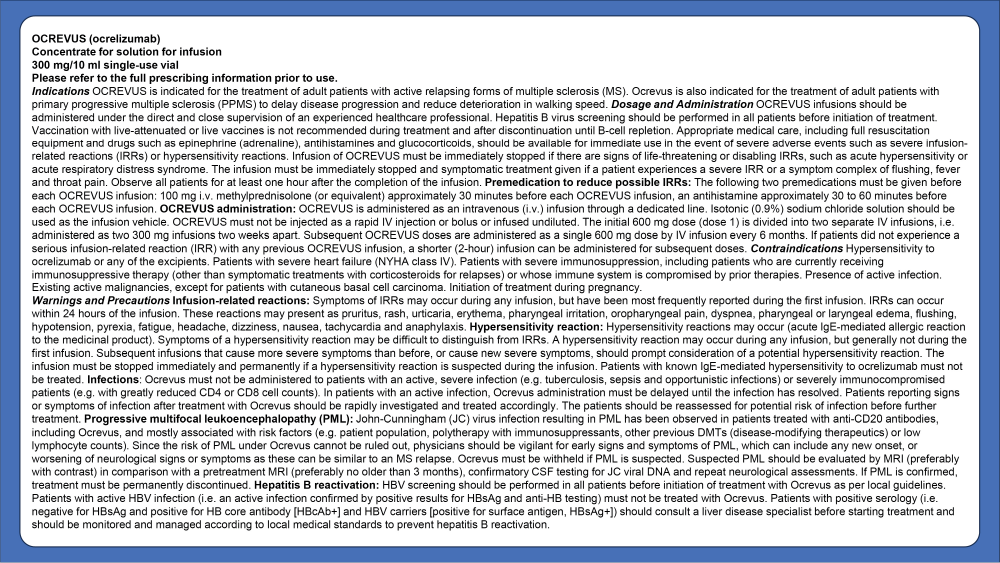 OCREVUS (ocrelizumab)
Concentrate for solution for infusion
300 mg/10 ml single-use vial
Please refer to the full prescribing information prior to use.
Indications OCREVUS is indicated for the treatment of adult patients with active relapsing forms of multiple sclerosis (MS). Ocrevus is also indicated for the treatment of adult patients with
primary progressive multiple sclerosis (PPMS) to delay disease progression and reduce deterioration in walking speed. Dosage and Administration OCREVUS infusions should be
administered under the direct and close supervision of an experienced healthcare professional. Hepatitis B virus screening should be performed in all patients before initiation of treatment.
Vaccination with live-attenuated or live vaccines is not recommended during treatment and after discontinuation until B-cell repletion. Appropriate medical care, including full resuscitation
equipment and drugs such as epinephrine (adrenaline), antihistamines and glucocorticoids, should be available for immediate use in the event of severe adverse events such as severe infusion-
related reactions (IRRs) or hypersensitivity reactions. Infusion of OCREVUS must be immediately stopped if there are signs of life-threatening or disabling IRRs, such as acute hypersensitivity or
acute respiratory distress syndrome. The infusion must be immediately stopped and symptomatic treatment given if a patient experiences a severe IRR or a symptom complex of flushing, fever
and throat pain. Observe all patients for at least one hour after the completion of the infusion. Premedication to reduce possible IRRs: The following two premedications must be given before
each OCREVUS infusion: 100 mg i.v. methylprednisolone (or equivalent) approximately 30 minutes before each OCREVUS infusion, an antihistamine approximately 30 to 60 minutes before
each OCREVUS infusion. OCREVUS administration: OCREVUS is administered as an intravenous (i.v.) infusion through a dedicated line. Isotonic (0.9%) sodium chloride solution should be
used as the infusion vehicle. OCREVUS must not be injected as a rapid IV injection or bolus or infused undiluted. The initial 600 mg dose (dose 1) is divided into two separate IV infusions, i.e.
administered as two 300 mg infusions two weeks apart. Subsequent OCREVUS doses are administered as a single 600 mg dose by IV infusion every 6 months. If patients did not experience a
serious infusion-related reaction (IRR) with any previous OCREVUS infusion, a shorter (2-hour) infusion can be administered for subsequent doses. Contraindications Hypersensitivity to
ocrelizumab or any of the excipients. Patients with severe heart failure (NYHA class IV). Patients with severe immunosuppression, including patients who are currently receiving
immunosuppressive therapy (other than symptomatic treatments with corticosteroids for relapses) or whose immune system is compromised by prior therapies. Presence of active infection.
Existing active malignancies, except for patients with cutaneous basal cell carcinoma. Initiation of treatment during pregnancy.
Warnings and Precautions Infusion-related reactions: Symptoms of IRRs may occur during any infusion, but have been most frequently reported during the first infusion. IRRs can occur
within 24 hours of the infusion. These reactions may present as pruritus, rash, urticaria, erythema, pharyngeal irritation, oropharyngeal pain, dyspnea, pharyngeal or laryngeal edema, flushing,
hypotension, pyrexia, fatigue, headache, dizziness, nausea, tachycardia and anaphylaxis. Hypersensitivity reaction: Hypersensitivity reactions may occur (acute IgE-mediated allergic reaction
to the medicinal product). Symptoms of a hypersensitivity reaction may be difficult to distinguish from IRRs. A hypersensitivity reaction may occur during any infusion, but generally not during the
first infusion. Subsequent infusions that cause more severe symptoms than before, or cause new severe symptoms, should prompt consideration of a potential hypersensitivity reaction. The
infusion must be stopped immediately and permanently if a hypersensitivity reaction is suspected during the infusion. Patients with known IgE-mediated hypersensitivity to ocrelizumab must not
be treated. Infections: Ocrevus must not be administered to patients with an active, severe infection (e.g. tuberculosis, sepsis and opportunistic infections) or severely immunocompromised
patients (e.g. with greatly reduced CD4 or CD8 cell counts). In patients with an active infection, Ocrevus administration must be delayed until the infection has resolved. Patients reporting signs
or symptoms of infection after treatment with Ocrevus should be rapidly investigated and treated accordingly. The patients should be reassessed for potential risk of infection before further
treatment. Progressive multifocal leukoencephalopathy (PML): John-Cunningham (JC) virus infection resulting in PML has been observed in patients treated with anti-CD20 antibodies,
including Ocrevus, and mostly associated with risk factors (e.g. patient population, polytherapy with immunosuppressants, other previous DMTs (disease-modifying therapeutics) or low
lymphocyte counts). Since the risk of PML under Ocrevus cannot be ruled out, physicians should be vigilant for early signs and symptoms of PML, which can include any new onset, or
worsening of neurological signs or symptoms as these can be similar to an MS relapse. Ocrevus must be withheld if PML is suspected. Suspected PML should be evaluated by MRI (preferably
with contrast) in comparison with a pretreatment MRI (preferably no older than 3 months), confirmatory CSF testing for JC viral DNA and repeat neurological assessments. If PML is confirmed,
treatment must be permanently discontinued. Hepatitis B reactivation: HBV screening should be performed in all patients before initiation of treatment with Ocrevus as per local guidelines.
Patients with active HBV infection (i.e. an active infection confirmed by positive results for HBsAg and anti-HB testing) must not be treated with Ocrevus. Patients with positive serology (i.e.
negative for HBsAg and positive for HB core antibody [HBcAb+] and HBV carriers [positive for surface antigen, HBsAg+]) should consult a liver disease specialist before starting treatment and
should be monitored and managed according to local medical standards to prevent hepatitis B reactivation.